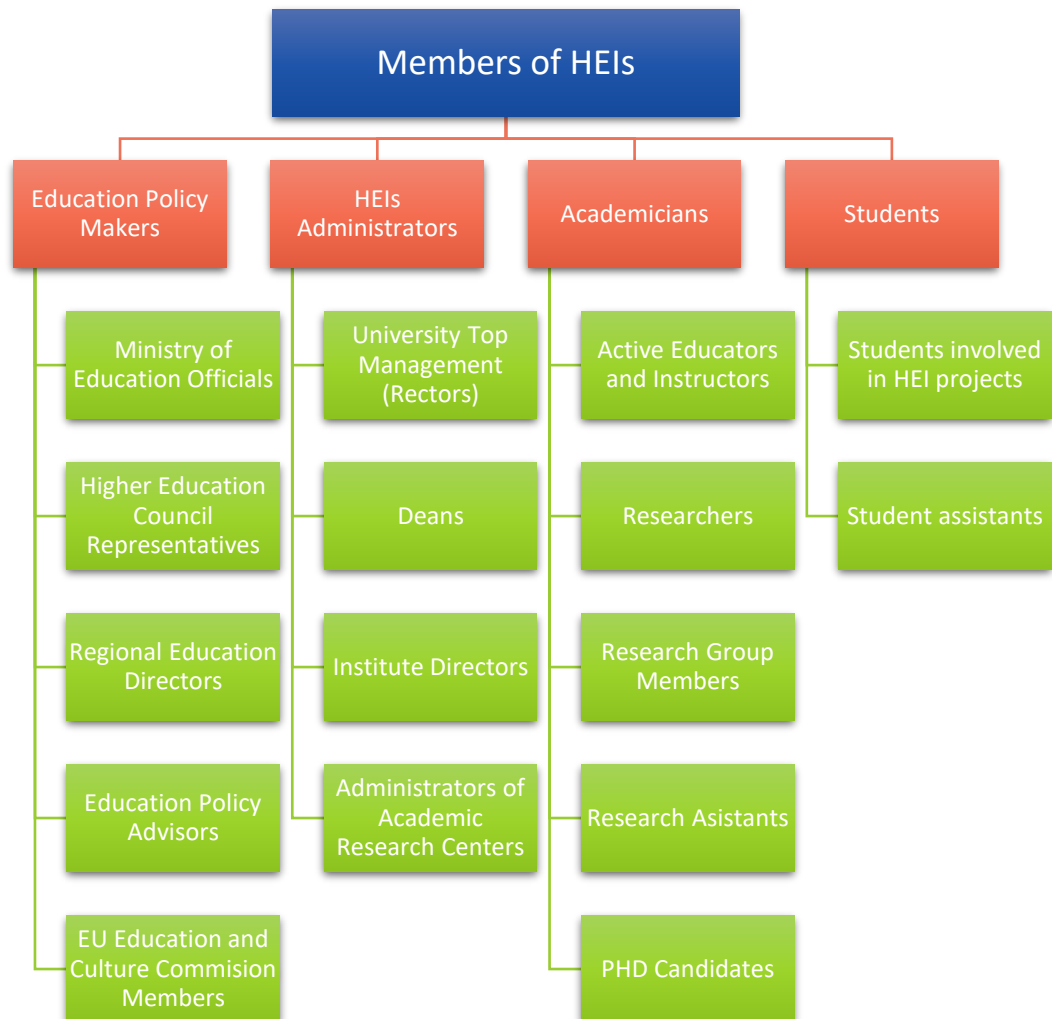 Members of HEIs
Education Policy
Makers
HEIs
Administrators
Academicians
Students
Ministry of
Education Officials
Higher Education
Council
Representatives
Regional Education
Directors
Education Policy
Advisors
EU Education and
Culture Commision
Members
University Top
Management
(Rectors)
Deans
Institute Directors
Administrators of
Academic
Research Centers
Active Educators
and Instructors
Researchers
Research Group
Members
Research Asistants
PHD Candidates
Students involved
in HEI projects
Student assistants